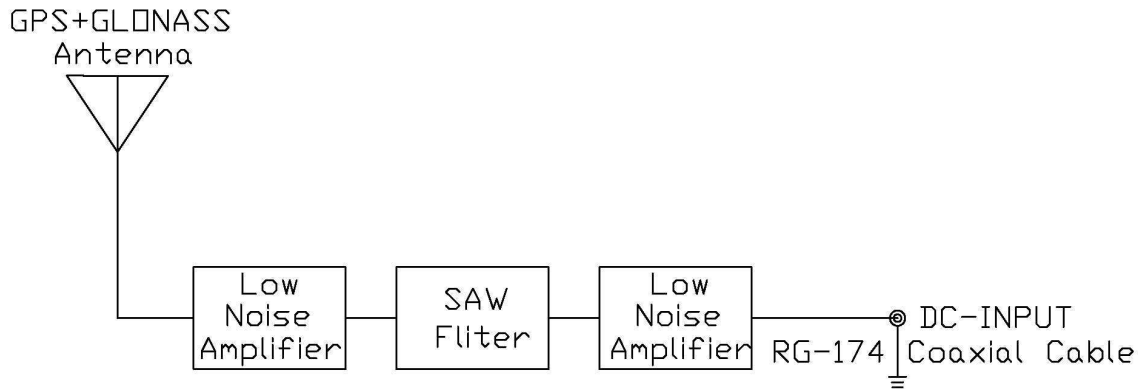 GPS+GLONASS
Antenna
Low
Noise
Amplifier
SAW
Fliter
Low
Noise
Amplifier
DC-INPUT
RG-174 Coaxial Cable